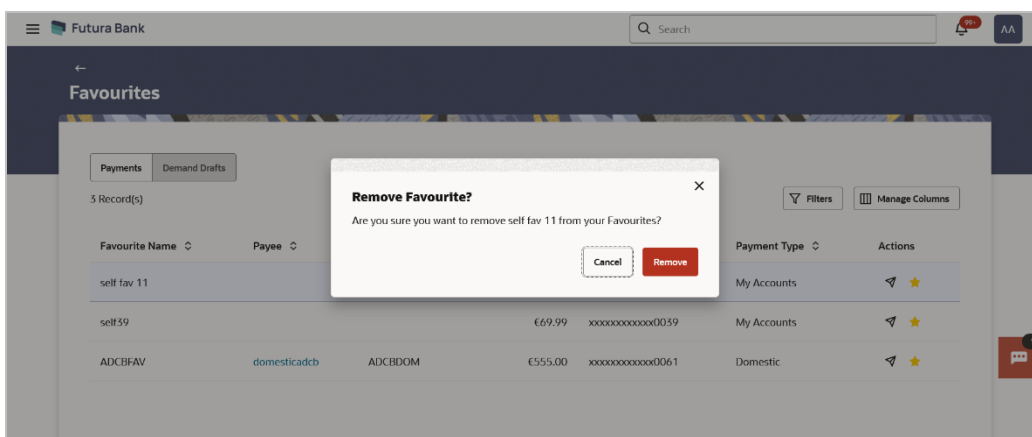 Futura Bank
Search
99+
AA
Favourites
Payments Demand Drafts
3 Record(s)
Filters Manage Columns
Remove Favourite?
Are you sure you want to remove self fav 11 from your Favourites?
Cancel Remove
Favourite Name Payee Payment Type Actions
self fav 11 My Accounts
self39 €69.99 xxxxxxxxxxxx0039 My Accounts
ADCBFAV domesticadcb ADCBDOM €555.00 xxxxxxxxxxxx0061 Domestic